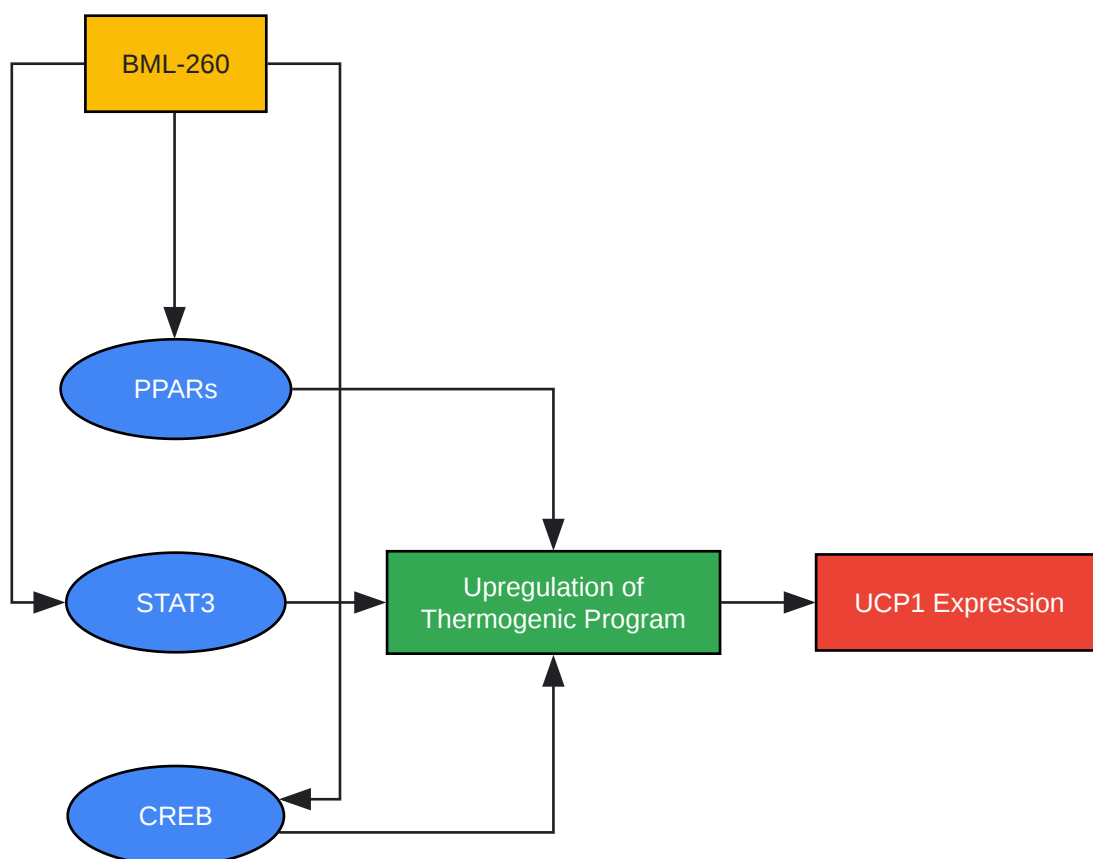 BML-260
PPARs
STAT3
Upregulation of
Thermogenic Program
UCP1 Expression
CREB